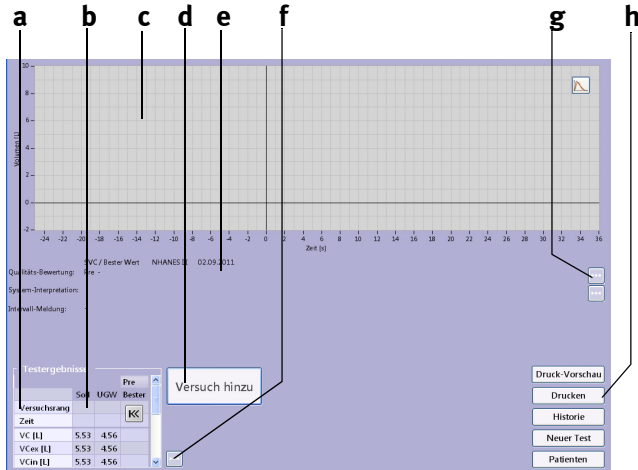 a b c d e f g h
10
8
6
4
2
0
-2
Volumen [L]
-24 -22 -20 -18 -16 -14 -12 -10 -8 -6 -4 -2 0 2 4 6 8 10 12 14 16 18 20 22 24 26 28 30 32 34 36
Zeit [s]
SVC / Bester Wert NHANES III 02.09.2011
Qualitäts-Bewertung: Pre -
System-Interpretation:
Intervall-Meldung: -
Testergebnisse
Pre
Soll UGW Bester
Versuchsrang
Zeit
VC [L] 5.53 4.56
VCex [L] 5.53 4.56
VCin [L] 5.53 4.56
Versuch hinzu
...
...
Druck-Vorschau
Drucken
Historie
Neuer Test
Patienten